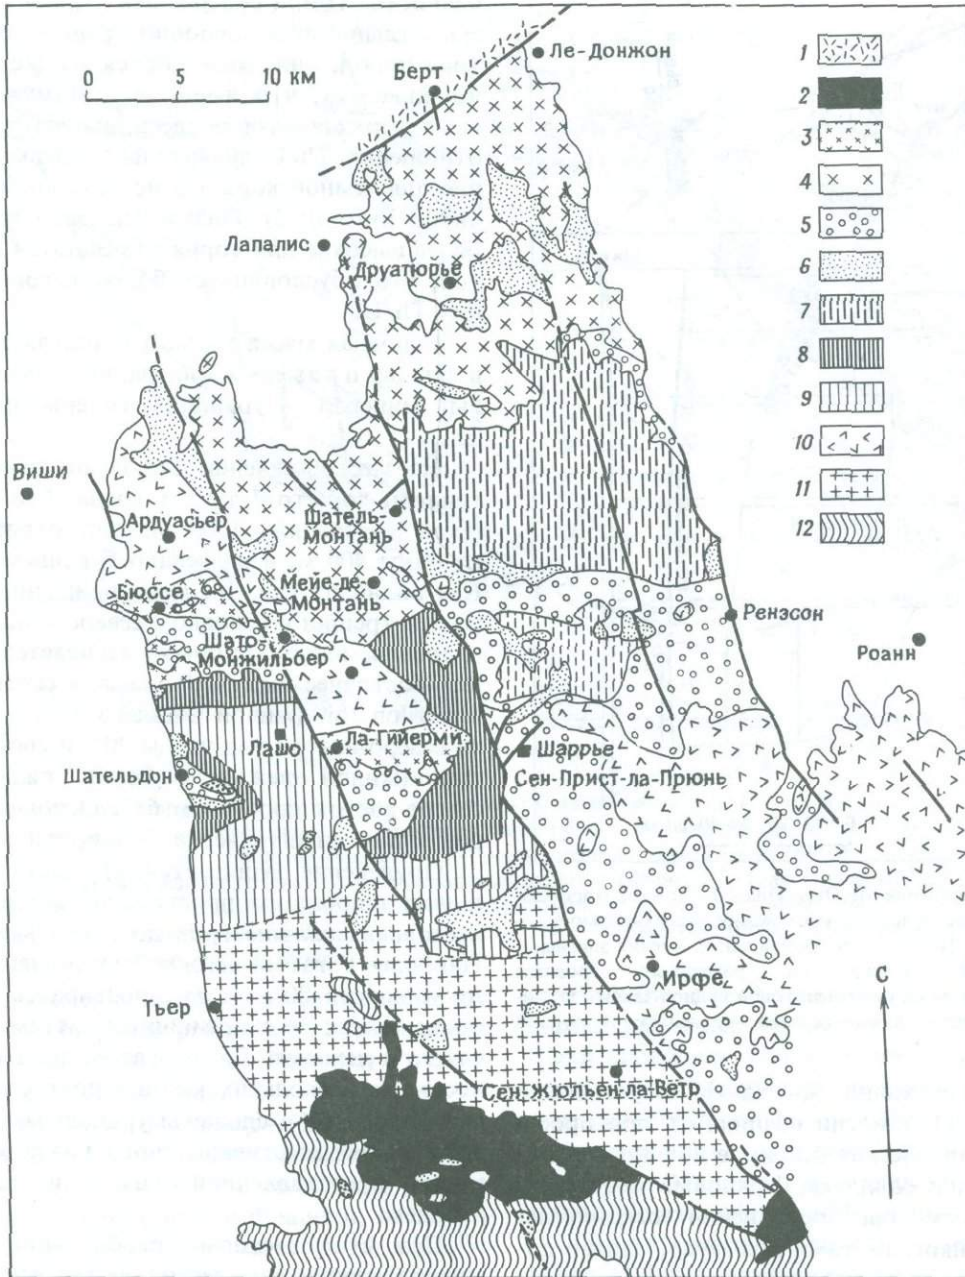 Ле-Донжон
Берт
0 5 10 км
Лапалис
Друатюрье
Виши
Ардуасьер
Шатель-
Монтань
Мейе-де-
Монтань
Бюссе
Шато-
Монжильбер
Ренэсон
Роанн
Лашо
Ла-Гийерми
Шаррье
Сен-Прист-ла-Прюнь
Шательдон
Ирфе
Тьер
Сен-Жюльен-ла-Ветр
С
1
2
3
4
5
6
7
8
9
10
11
12